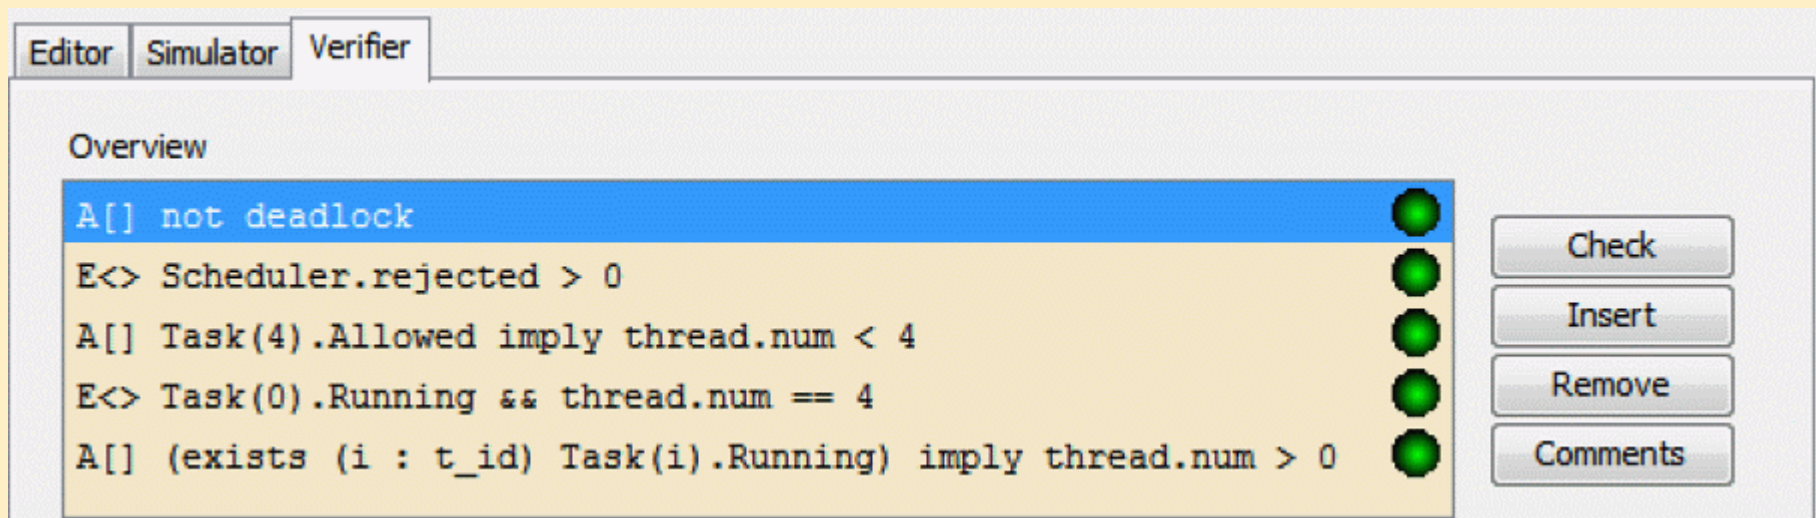 Editor Simulator Verifier
Overview
A[] not deadlock
E<> Scheduler.rejected > 0
A[] Task(4).Allowed imply thread.num < 4
E<> Task(0).Running && thread.num == 4
A[] (exists (i : t_id) Task(i).Running) imply thread.num > 0
Check
Insert
Remove
Comments